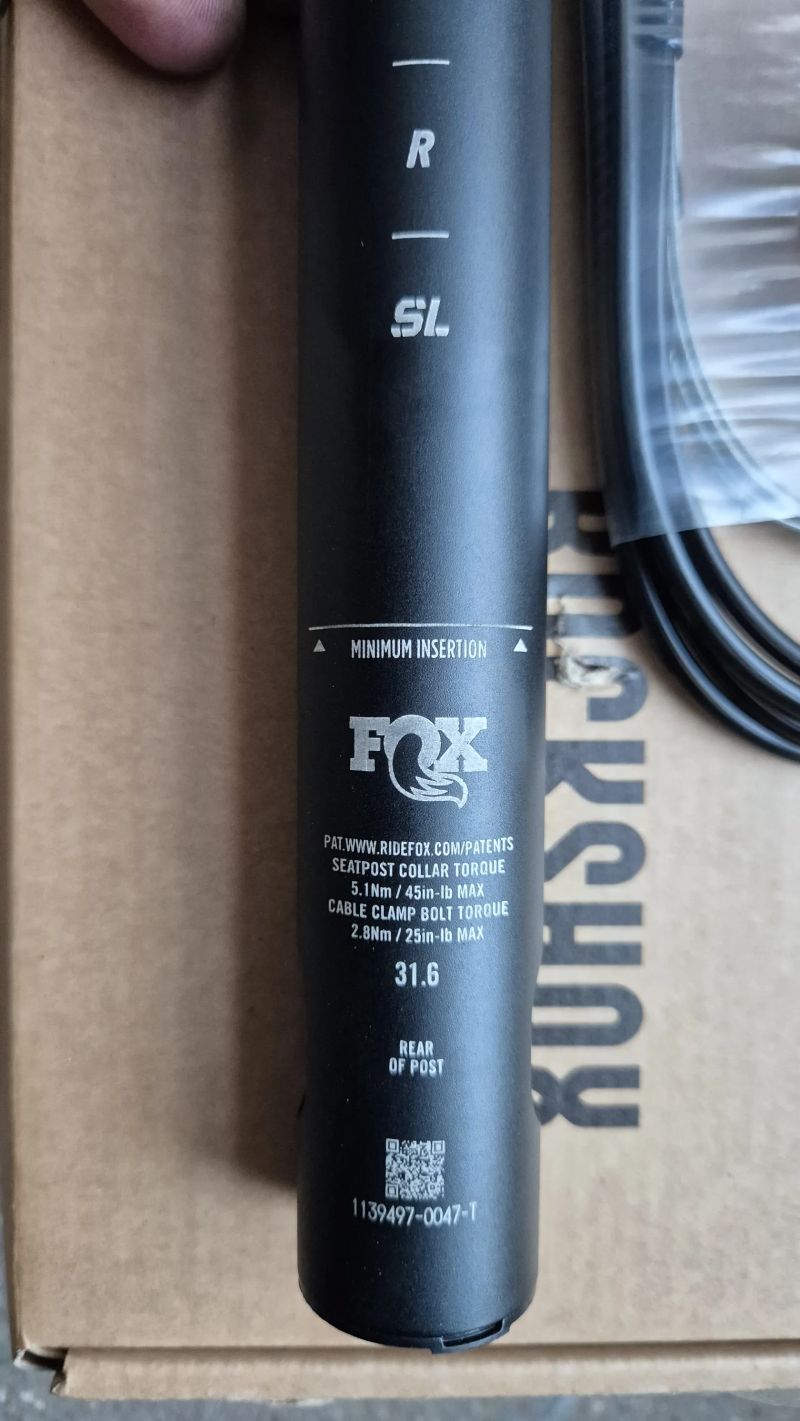 R
SL
MINIMUM INSERTION
FOX
PAT.WWW.RIDEFOX.COM/PATENTS
SEATPOST COLLAR TORQUE
5.1Nm / 45in-lb MAX
CABLE CLAMP BOLT TORQUE
2.8Nm / 25in-lb MAX
31.6
REAR
OF POST
1139497-0047-T